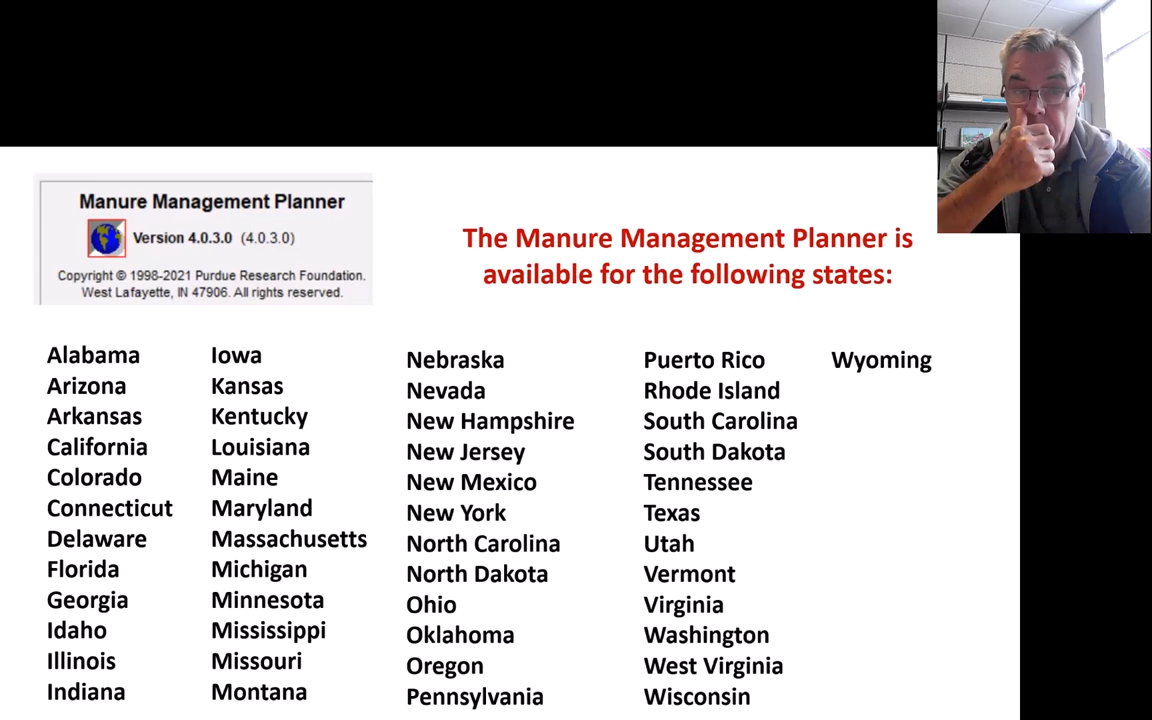 Manure Management Planner
Version 4.0.3.0 (4.0.3.0)
Copyright © 1998-2021 Purdue Research Foundation.
West Lafayette, IN 47906. All rights reserved.
The Manure Management Planner is
available for the following states:
Alabama
Arizona
Arkansas
California
Colorado
Connecticut
Delaware
Florida
Georgia
Idaho
Illinois
Indiana
Iowa
Kansas
Kentucky
Louisiana
Maine
Maryland
Massachusetts
Michigan
Minnesota
Mississippi
Missouri
Montana
Nebraska
Nevada
New Hampshire
New Jersey
New Mexico
New York
North Carolina
North Dakota
Ohio
Oklahoma
Oregon
Pennsylvania
Puerto Rico
Rhode Island
South Carolina
South Dakota
Tennessee
Texas
Utah
Vermont
Virginia
Washington
West Virginia
Wisconsin
Wyoming